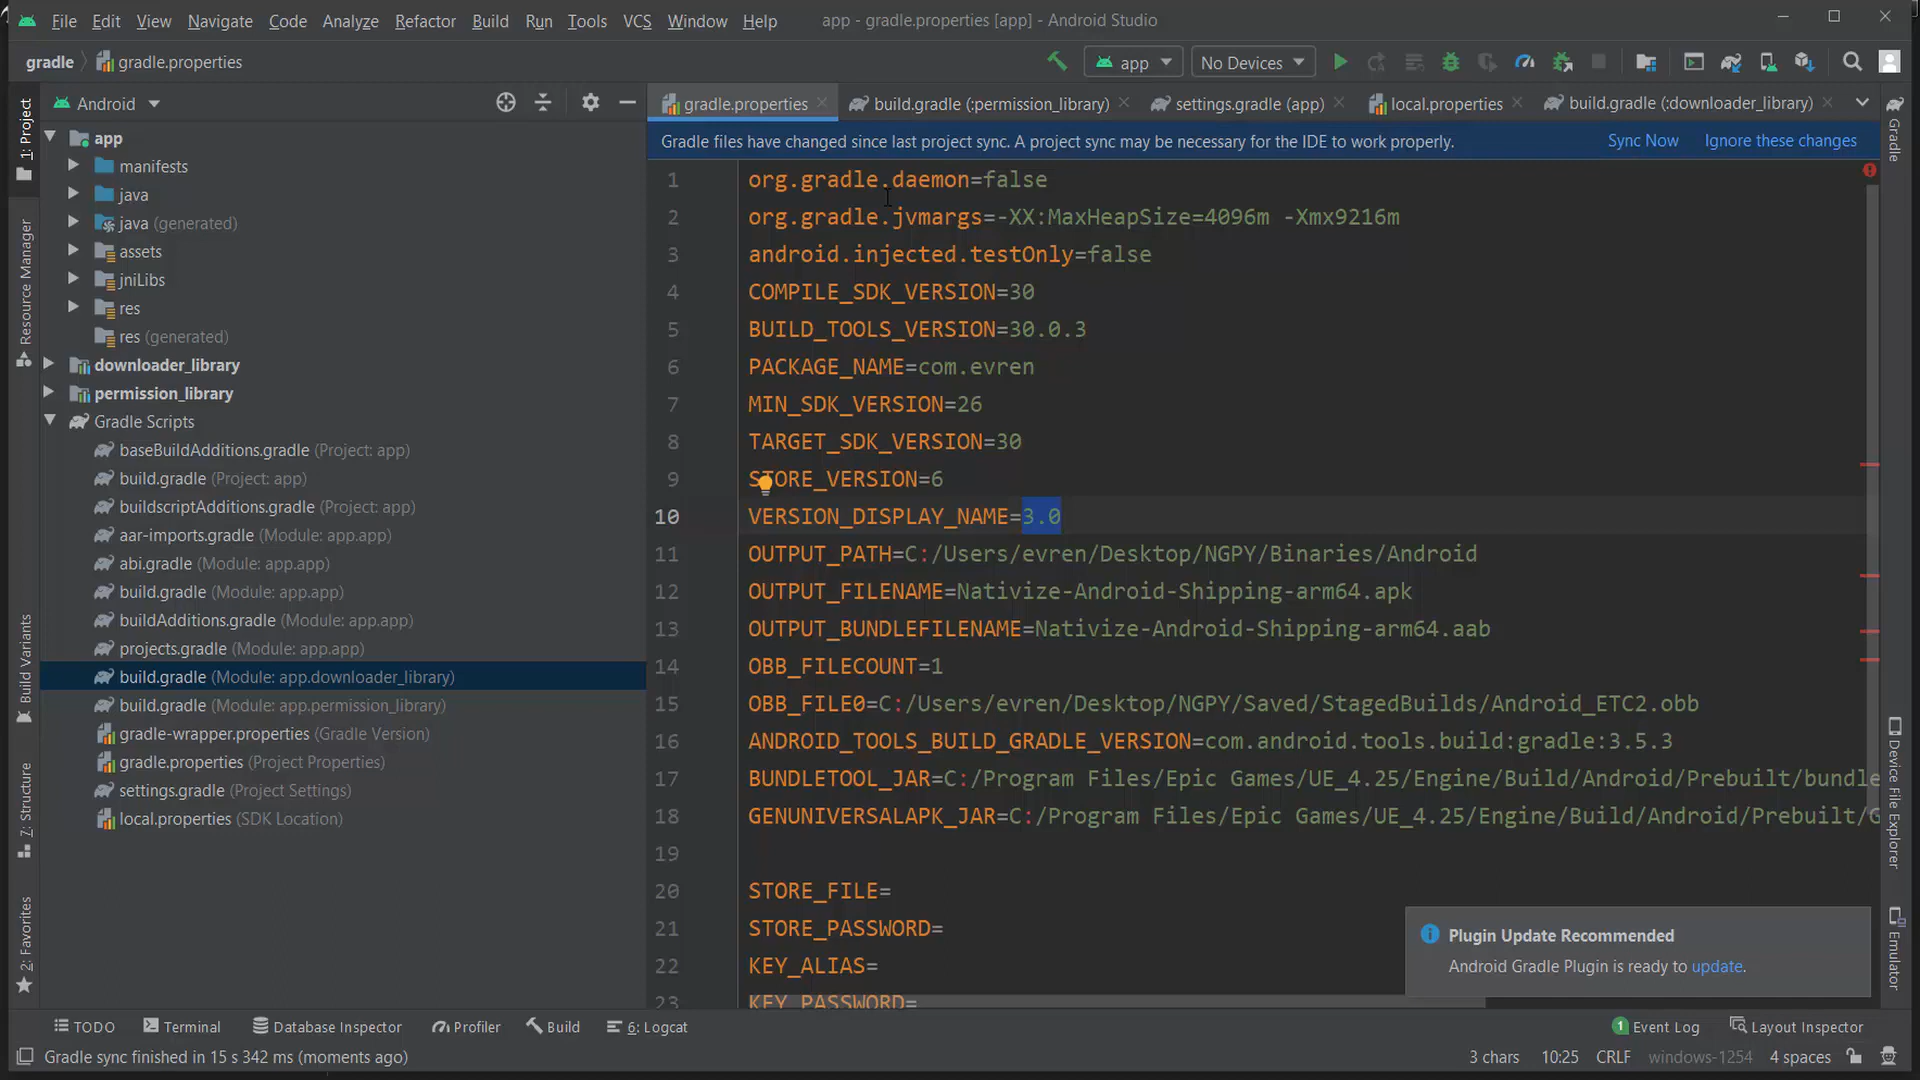 File Edit View Navigate Code Analyze Refactor Build Run Tools VCS Window Help app - gradle.properties [app] - Android Studio
gradle gradle.properties app No Devices
Android
gradle.properties build.gradle (:permission_library) settings.gradle (app) local.properties build.gradle (:downloader_library)
Gradle files have changed since last project sync. A project sync may be necessary for the IDE to work properly. Sync Now Ignore these changes
1: Project
Resource Manager
Build Variants
7: Structure
2: Favorites
app
manifests
java
java (generated)
assets
jniLibs
res
res (generated)
downloader_library
permission_library
Gradle Scripts
baseBuildAdditions.gradle (Project: app)
build.gradle (Project: app)
buildscriptAdditions.gradle (Project: app)
aar-imports.gradle (Module: app.app)
abi.gradle (Module: app.app)
build.gradle (Module: app.app)
buildAdditions.gradle (Module: app.app)
projects.gradle (Module: app.app)
build.gradle (Module: app.downloader_library)
build.gradle (Module: app.permission_library)
gradle-wrapper.properties (Gradle Version)
gradle.properties (Project Properties)
settings.gradle (Project Settings)
local.properties (SDK Location)
1 org.gradle.daemon=false
2 org.gradle.jvmargs=-XX:MaxHeapSize=4096m -Xmx9216m
3 android.injected.testOnly=false
4 COMPILE_SDK_VERSION=30
5 BUILD_TOOLS_VERSION=30.0.3
6 PACKAGE_NAME=com.evren
7 MIN_SDK_VERSION=26
8 TARGET_SDK_VERSION=30
9 STORE_VERSION=6
10 VERSION_DISPLAY_NAME=3.0
11 OUTPUT_PATH=C:/Users/evren/Desktop/NGPY/Binaries/Android
12 OUTPUT_FILENAME=Nativize-Android-Shipping-arm64.apk
13 OUTPUT_BUNDLEFILENAME=Nativize-Android-Shipping-arm64.aab
14 OBB_FILECOUNT=1
15 OBB_FILE0=C:/Users/evren/Desktop/NGPY/Saved/StagedBuilds/Android_ETC2.obb
16 ANDROID_TOOLS_BUILD_GRADLE_VERSION=com.android.tools.build:gradle:3.5.3
17 BUNDLETOOL_JAR=C:/Program Files/Epic Games/UE_4.25/Engine/Build/Android/Prebuilt/bundle
18 GENUNIVERSALAPK_JAR=C:/Program Files/Epic Games/UE_4.25/Engine/Build/Android/Prebuilt/G
19
20 STORE_FILE=
21 STORE_PASSWORD=
22 KEY_ALIAS=
23 KEY_PASSWORD=
Plugin Update Recommended
Android Gradle Plugin is ready to update.
Gradle
Device File Explorer
Emulator
TODO Terminal Database Inspector Profiler Build 6: Logcat 1 Event Log Layout Inspector
Gradle sync finished in 15 s 342 ms (moments ago) 3 chars 10:25 CRLF windows-1254 4 spaces